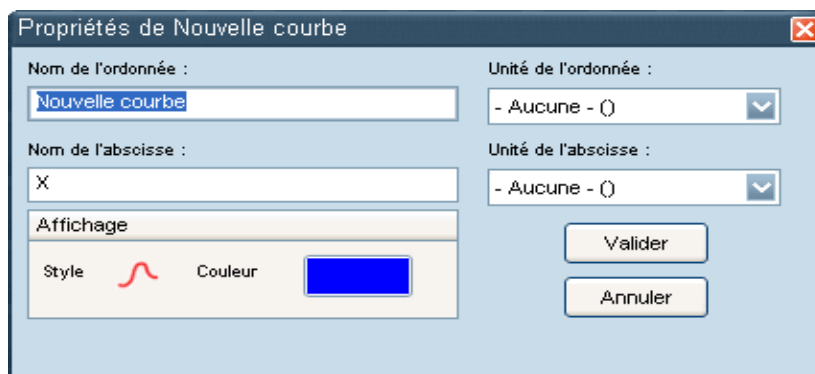 Propriétés de Nouvelle courbe
Nom de l'ordonnée :
Unité de l'ordonnée :
Nouvelle courbe
- Aucune - ()
Nom de l'abscisse :
Unité de l'abscisse :
X
- Aucune - ()
Affichage
Valider
Style
Couleur
Annuler